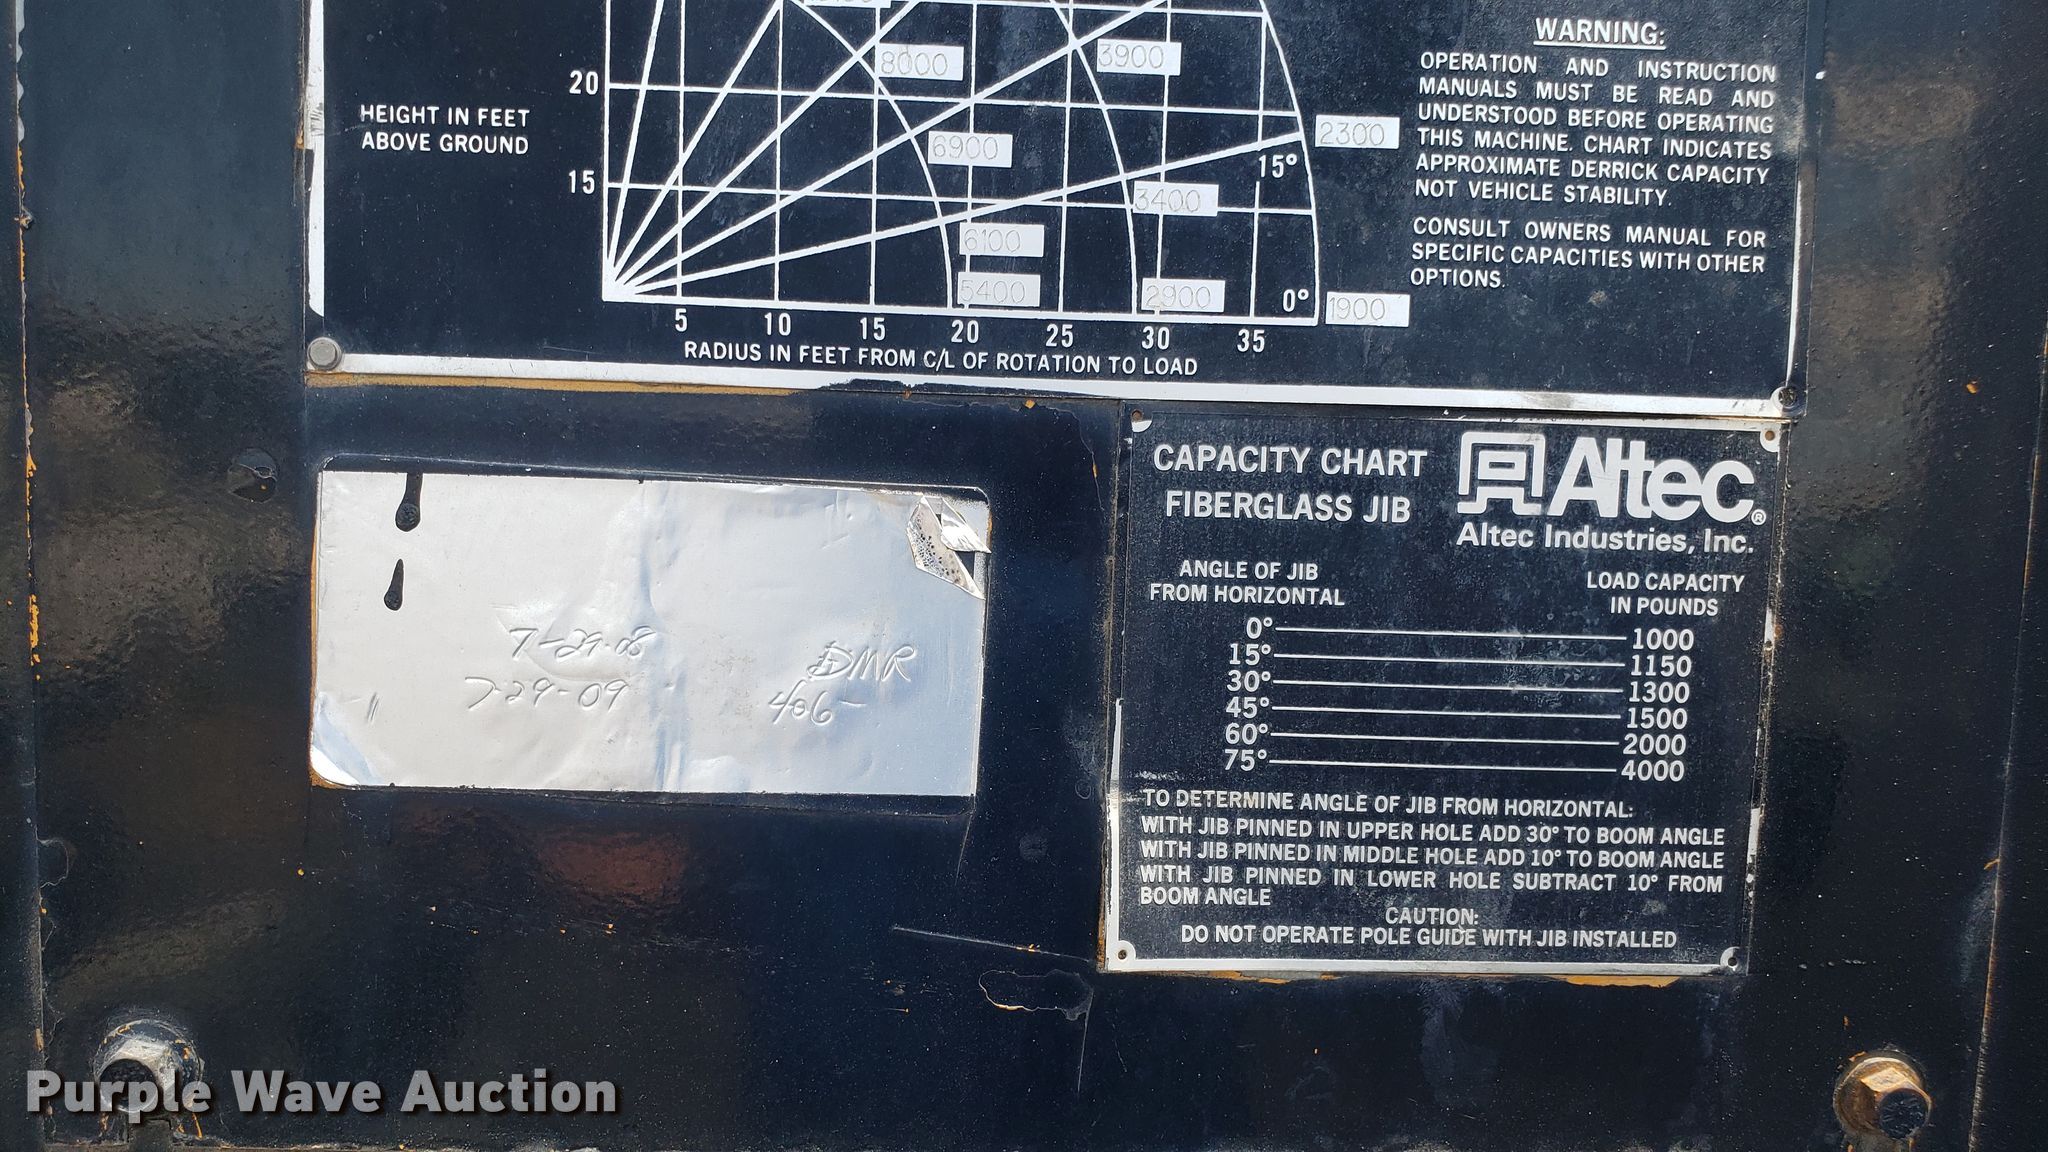 8000
3900
20
HEIGHT IN FEET
ABOVE GROUND
6900
2300
15°
15
3400
6100
5400
2900
0°
1900
5 10 15 20 25 30 35
RADIUS IN FEET FROM C/L OF ROTATION TO LOAD
WARNING:
OPERATION AND INSTRUCTION
MANUALS MUST BE READ AND
UNDERSTOOD BEFORE OPERATING
THIS MACHINE. CHART INDICATES
APPROXIMATE DERRICK CAPACITY
NOT VEHICLE STABILITY.
CONSULT OWNERS MANUAL FOR
SPECIFIC CAPACITIES WITH OTHER
OPTIONS.
7-29-08
DMR
7-29-09
406
CAPACITY CHART
FIBERGLASS JIB
Altec®
Altec Industries, Inc.
ANGLE OF JIB
FROM HORIZONTAL
LOAD CAPACITY
IN POUNDS
0° 1000
15° 1150
30° 1300
45° 1500
60° 2000
75° 4000
TO DETERMINE ANGLE OF JIB FROM HORIZONTAL:
WITH JIB PINNED IN UPPER HOLE ADD 30° TO BOOM ANGLE
WITH JIB PINNED IN MIDDLE HOLE ADD 10° TO BOOM ANGLE
WITH JIB PINNED IN LOWER HOLE SUBTRACT 10° FROM
BOOM ANGLE
CAUTION:
DO NOT OPERATE POLE GUIDE WITH JIB INSTALLED
Purple Wave Auction